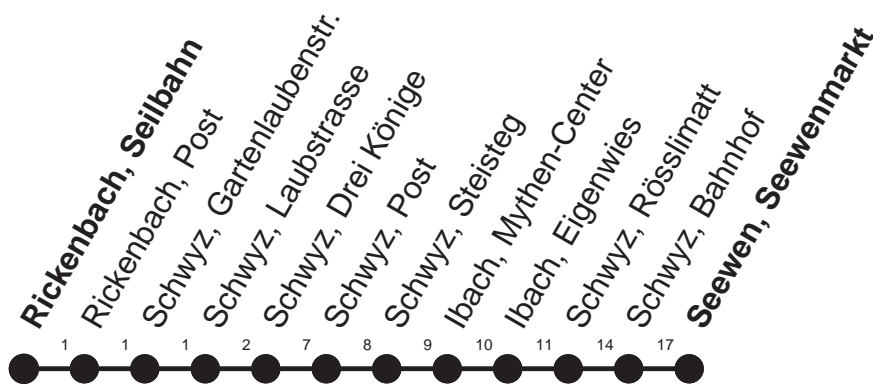 Rickenbach, Seilbahn
Rickenbach, Post
Schwyz, Gartenlaubenstr.
Schwyz, Laubstrasse
Schwyz, Drei Könige
Schwyz, Post
Schwyz, Steisteg
Ibach, Mythen-Center
Ibach, Eigenwies
Schwyz, Rösslimatt
Schwyz, Bahnhof
Seewen, Seewenmarkt
1 1 1 2 7 8 9 10 11 14 17